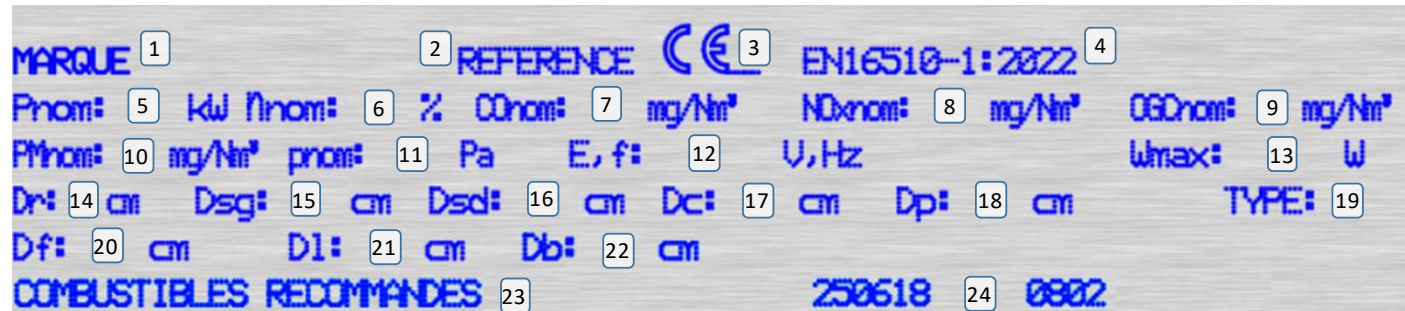 MARQUE 1 2 REFERENCE CE 3 EN16510-1:2022 4
Pnom: 5 kW ηnom: 6 % COnom: 7 mg/Nm³ NOxnom: 8 mg/Nm³ OGCnom: 9 mg/Nm³
PMnom: 10 mg/Nm³ pnom: 11 Pa E,f: 12 V,Hz Wmax: 13 W
Dr: 14 cm Dsg: 15 cm Dsd: 16 cm Dc: 17 cm Dp: 18 cm TYPE: 19
Df: 20 cm Dl: 21 cm Db: 22 cm
COMBUSTIBLES RECOMMANDES 23 250618 24 0802